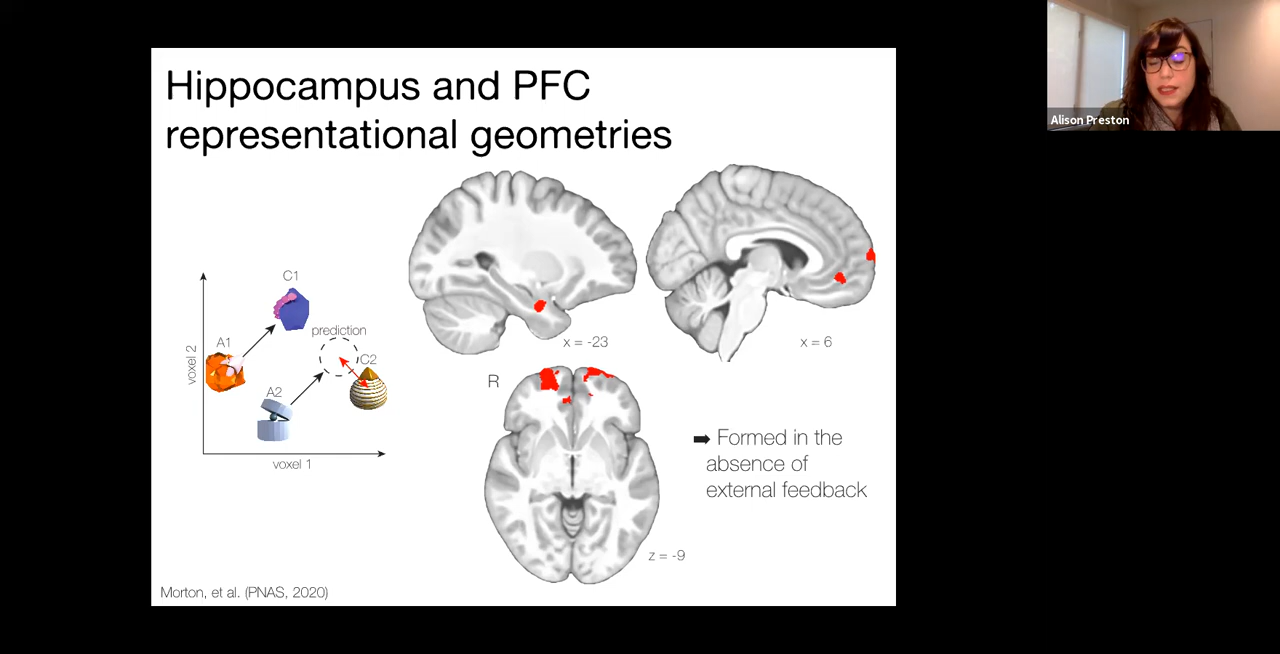 Hippocampus and PFC
representational geometries
C1
prediction
A1
C2
A2
voxel 2
voxel 1
x = -23
x = 6
R
➡ Formed in the
absence of
external feedback
z = -9
Morton, et al. (PNAS, 2020)
Alison Preston